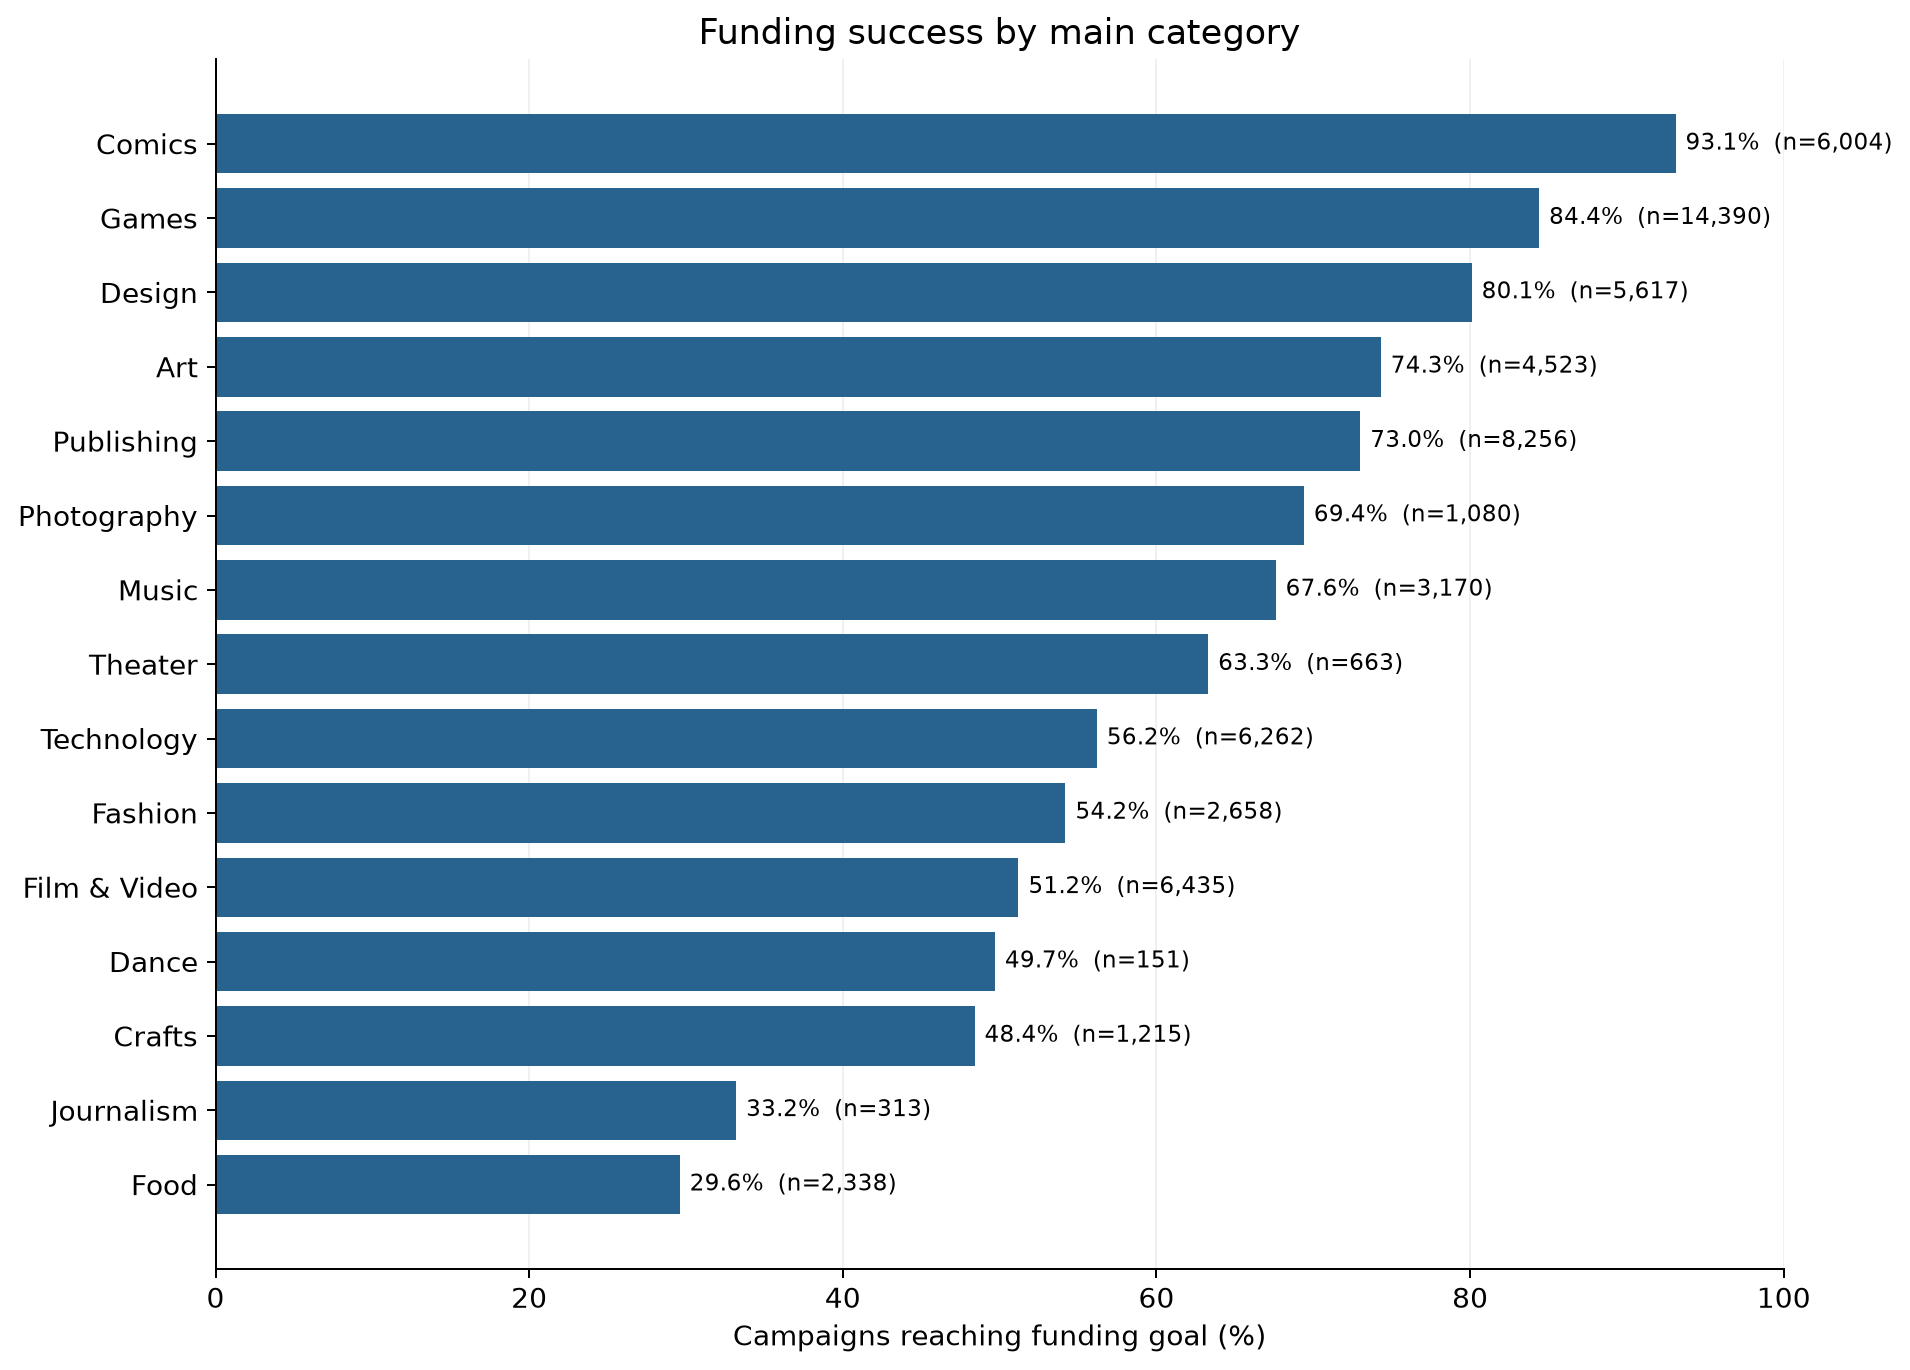 Funding success by main category
Comics 93.1% (n=6,004)
Games 84.4% (n=14,390)
Design 80.1% (n=5,617)
Art 74.3% (n=4,523)
Publishing 73.0% (n=8,256)
Photography 69.4% (n=1,080)
Music 67.6% (n=3,170)
Theater 63.3% (n=663)
Technology 56.2% (n=6,262)
Fashion 54.2% (n=2,658)
Film & Video 51.2% (n=6,435)
Dance 49.7% (n=151)
Crafts 48.4% (n=1,215)
Journalism 33.2% (n=313)
Food 29.6% (n=2,338)
0 20 40 60 80 100
Campaigns reaching funding goal (%)